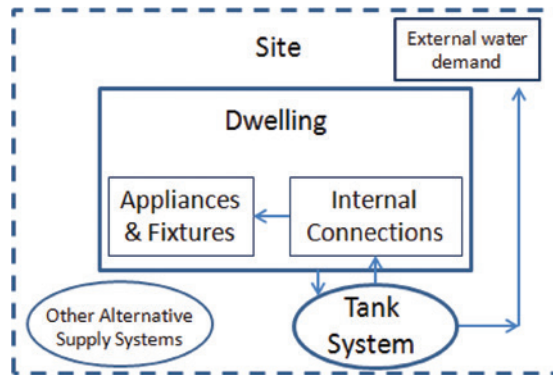 Site
External water
demand
Dwelling
Appliances
& Fixtures
Internal
Connections
Other Alternative
Supply Systems
Tank
System